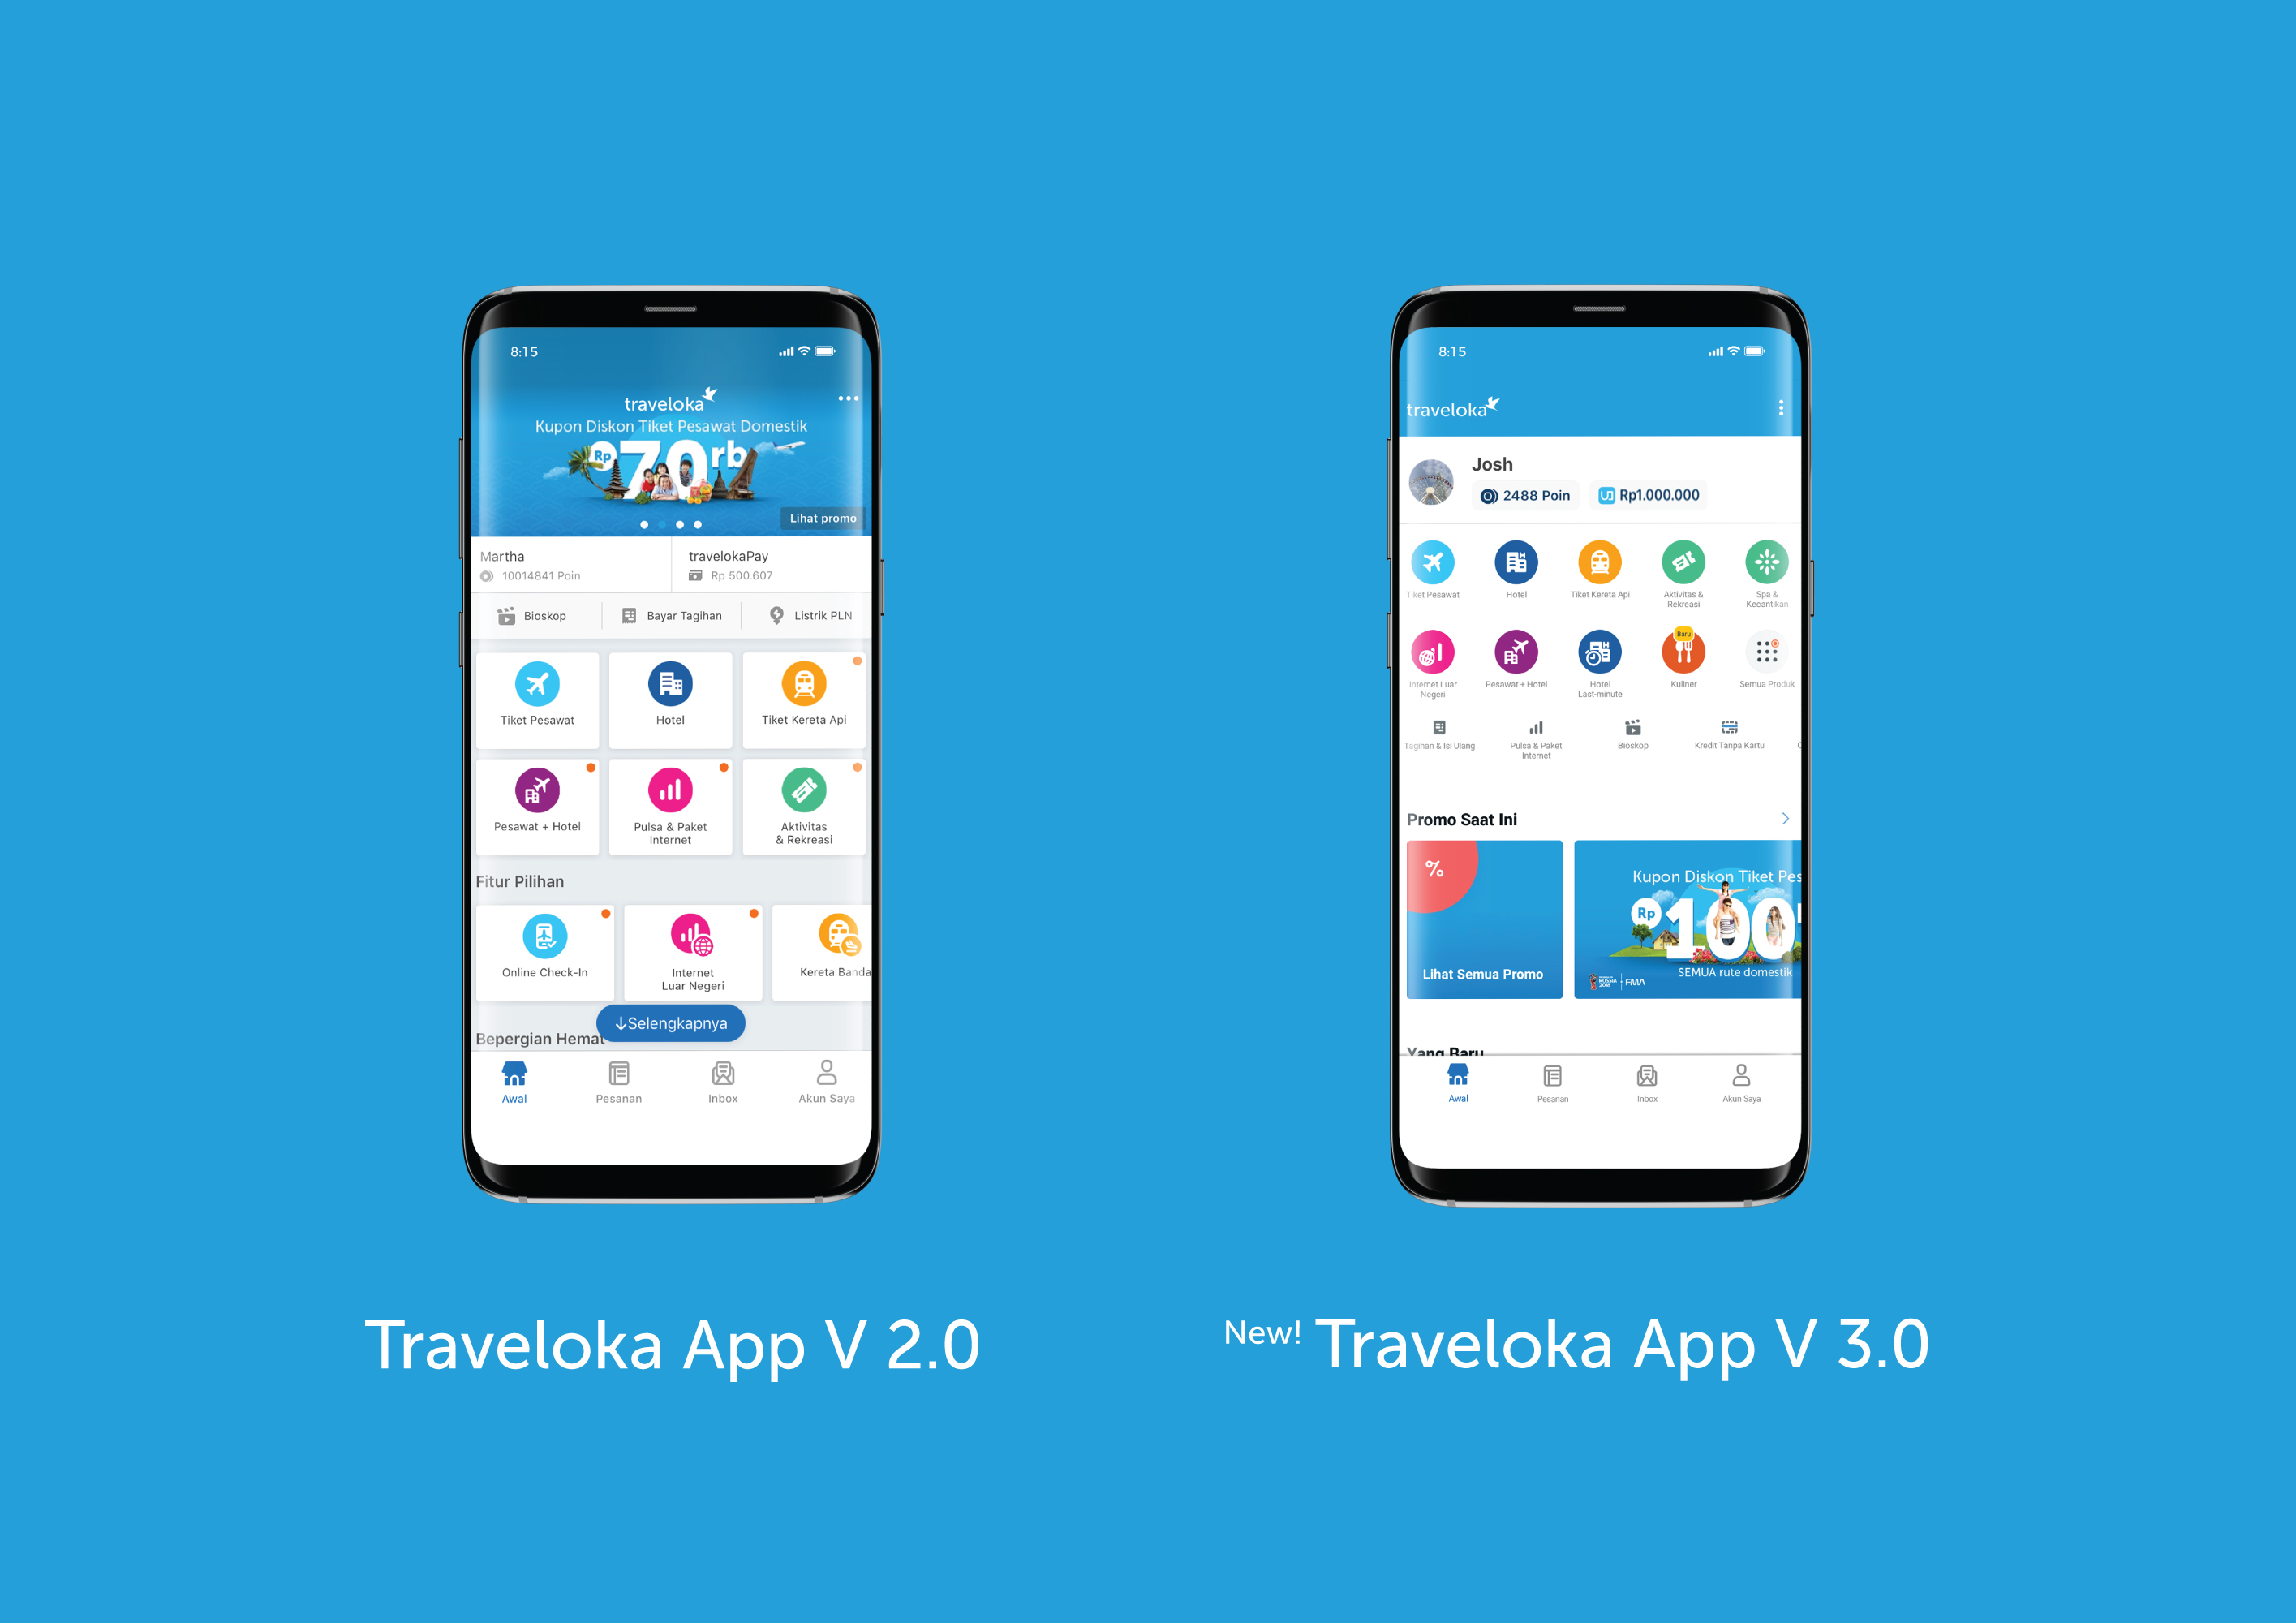 8:15
traveloka
Kupon Diskon Tiket Pesawat Domestik
Rp 70rb
Lihat promo
Martha
10014841 Poin
travelokaPay
Rp 500.607
Bioskop
Bayar Tagihan
Listrik PLN
Tiket Pesawat
Hotel
Tiket Kereta Api
Pesawat + Hotel
Pulsa & Paket
Internet
Aktivitas
& Rekreasi
Fitur Pilihan
Online Check-In
Internet
Luar Negeri
Kereta Banda
Selengkapnya
Bepergian Hemat
Awal
Pesanan
Inbox
Akun Saya
Traveloka App V 2.0
8:15
traveloka
Josh
2488 Poin
Rp1.000.000
Tiket Pesawat
Hotel
Tiket Kereta Api
Aktivitas &
Rekreasi
Spa &
Kecantikan
Internet Luar
Negeri
Pesawat + Hotel
Hotel
Last-minute
Baru
Kuliner
Semua Produk
Tagihan & Isi Ulang
Pulsa & Paket
Internet
Bioskop
Kredit Tanpa Kartu
Promo Saat Ini
%
Lihat Semua Promo
Kupon Diskon Tiket Pes
Rp 100
SEMUA rute domestik
RUSSIA
2018
FIMA
Yang Baru
Awal
Pesanan
Inbox
Akun Saya
New! Traveloka App V 3.0